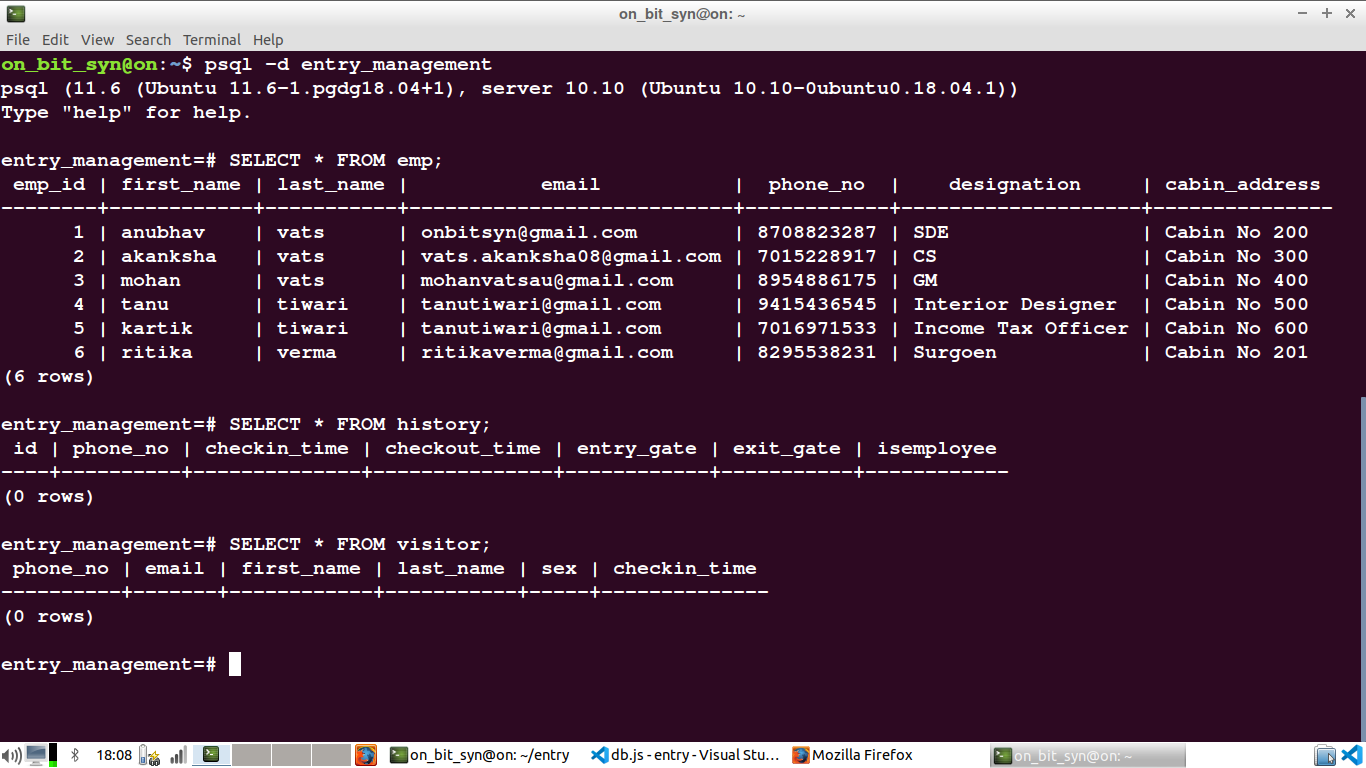 on_bit_syn@on: ~
File Edit View Search Terminal Help
on_bit_syn@on:~$ psql -d entry_management
psql (11.6 (Ubuntu 11.6-1.pgdg18.04+1), server 10.10 (Ubuntu 10.10-0ubuntu0.18.04.1))
Type "help" for help.
entry_management=# SELECT * FROM emp;
 emp_id | first_name | last_name |           email           |  phone_no  |    designation     | cabin_address
--------+------------+-----------+---------------------------+------------+--------------------+---------------
      1 | anubhav    | vats      | onbitsyn@gmail.com        | 8708823287 | SDE                | Cabin No 200
      2 | akanksha   | vats      | vats.akanksha08@gmail.com | 7015228917 | CS                 | Cabin No 300
      3 | mohan      | vats      | mohanvatsau@gmail.com     | 8954886175 | GM                 | Cabin No 400
      4 | tanu       | tiwari    | tanutiwari@gmail.com      | 9415436545 | Interior Designer  | Cabin No 500
      5 | kartik     | tiwari    | tanutiwari@gmail.com      | 7016971533 | Income Tax Officer | Cabin No 600
      6 | ritika     | verma     | ritikaverma@gmail.com     | 8295538231 | Surgoen            | Cabin No 201
(6 rows)
entry_management=# SELECT * FROM history;
 id | phone_no | checkin_time | checkout_time | entry_gate | exit_gate | isemployee
----+----------+--------------+---------------+------------+-----------+------------
(0 rows)
entry_management=# SELECT * FROM visitor;
 phone_no | email | first_name | last_name | sex | checkin_time
----------+-------+------------+-----------+-----+--------------
(0 rows)
entry_management=#
18:08 on_bit_syn@on: ~/entry db.js - entry - Visual Stu... Mozilla Firefox on_bit_syn@on: ~